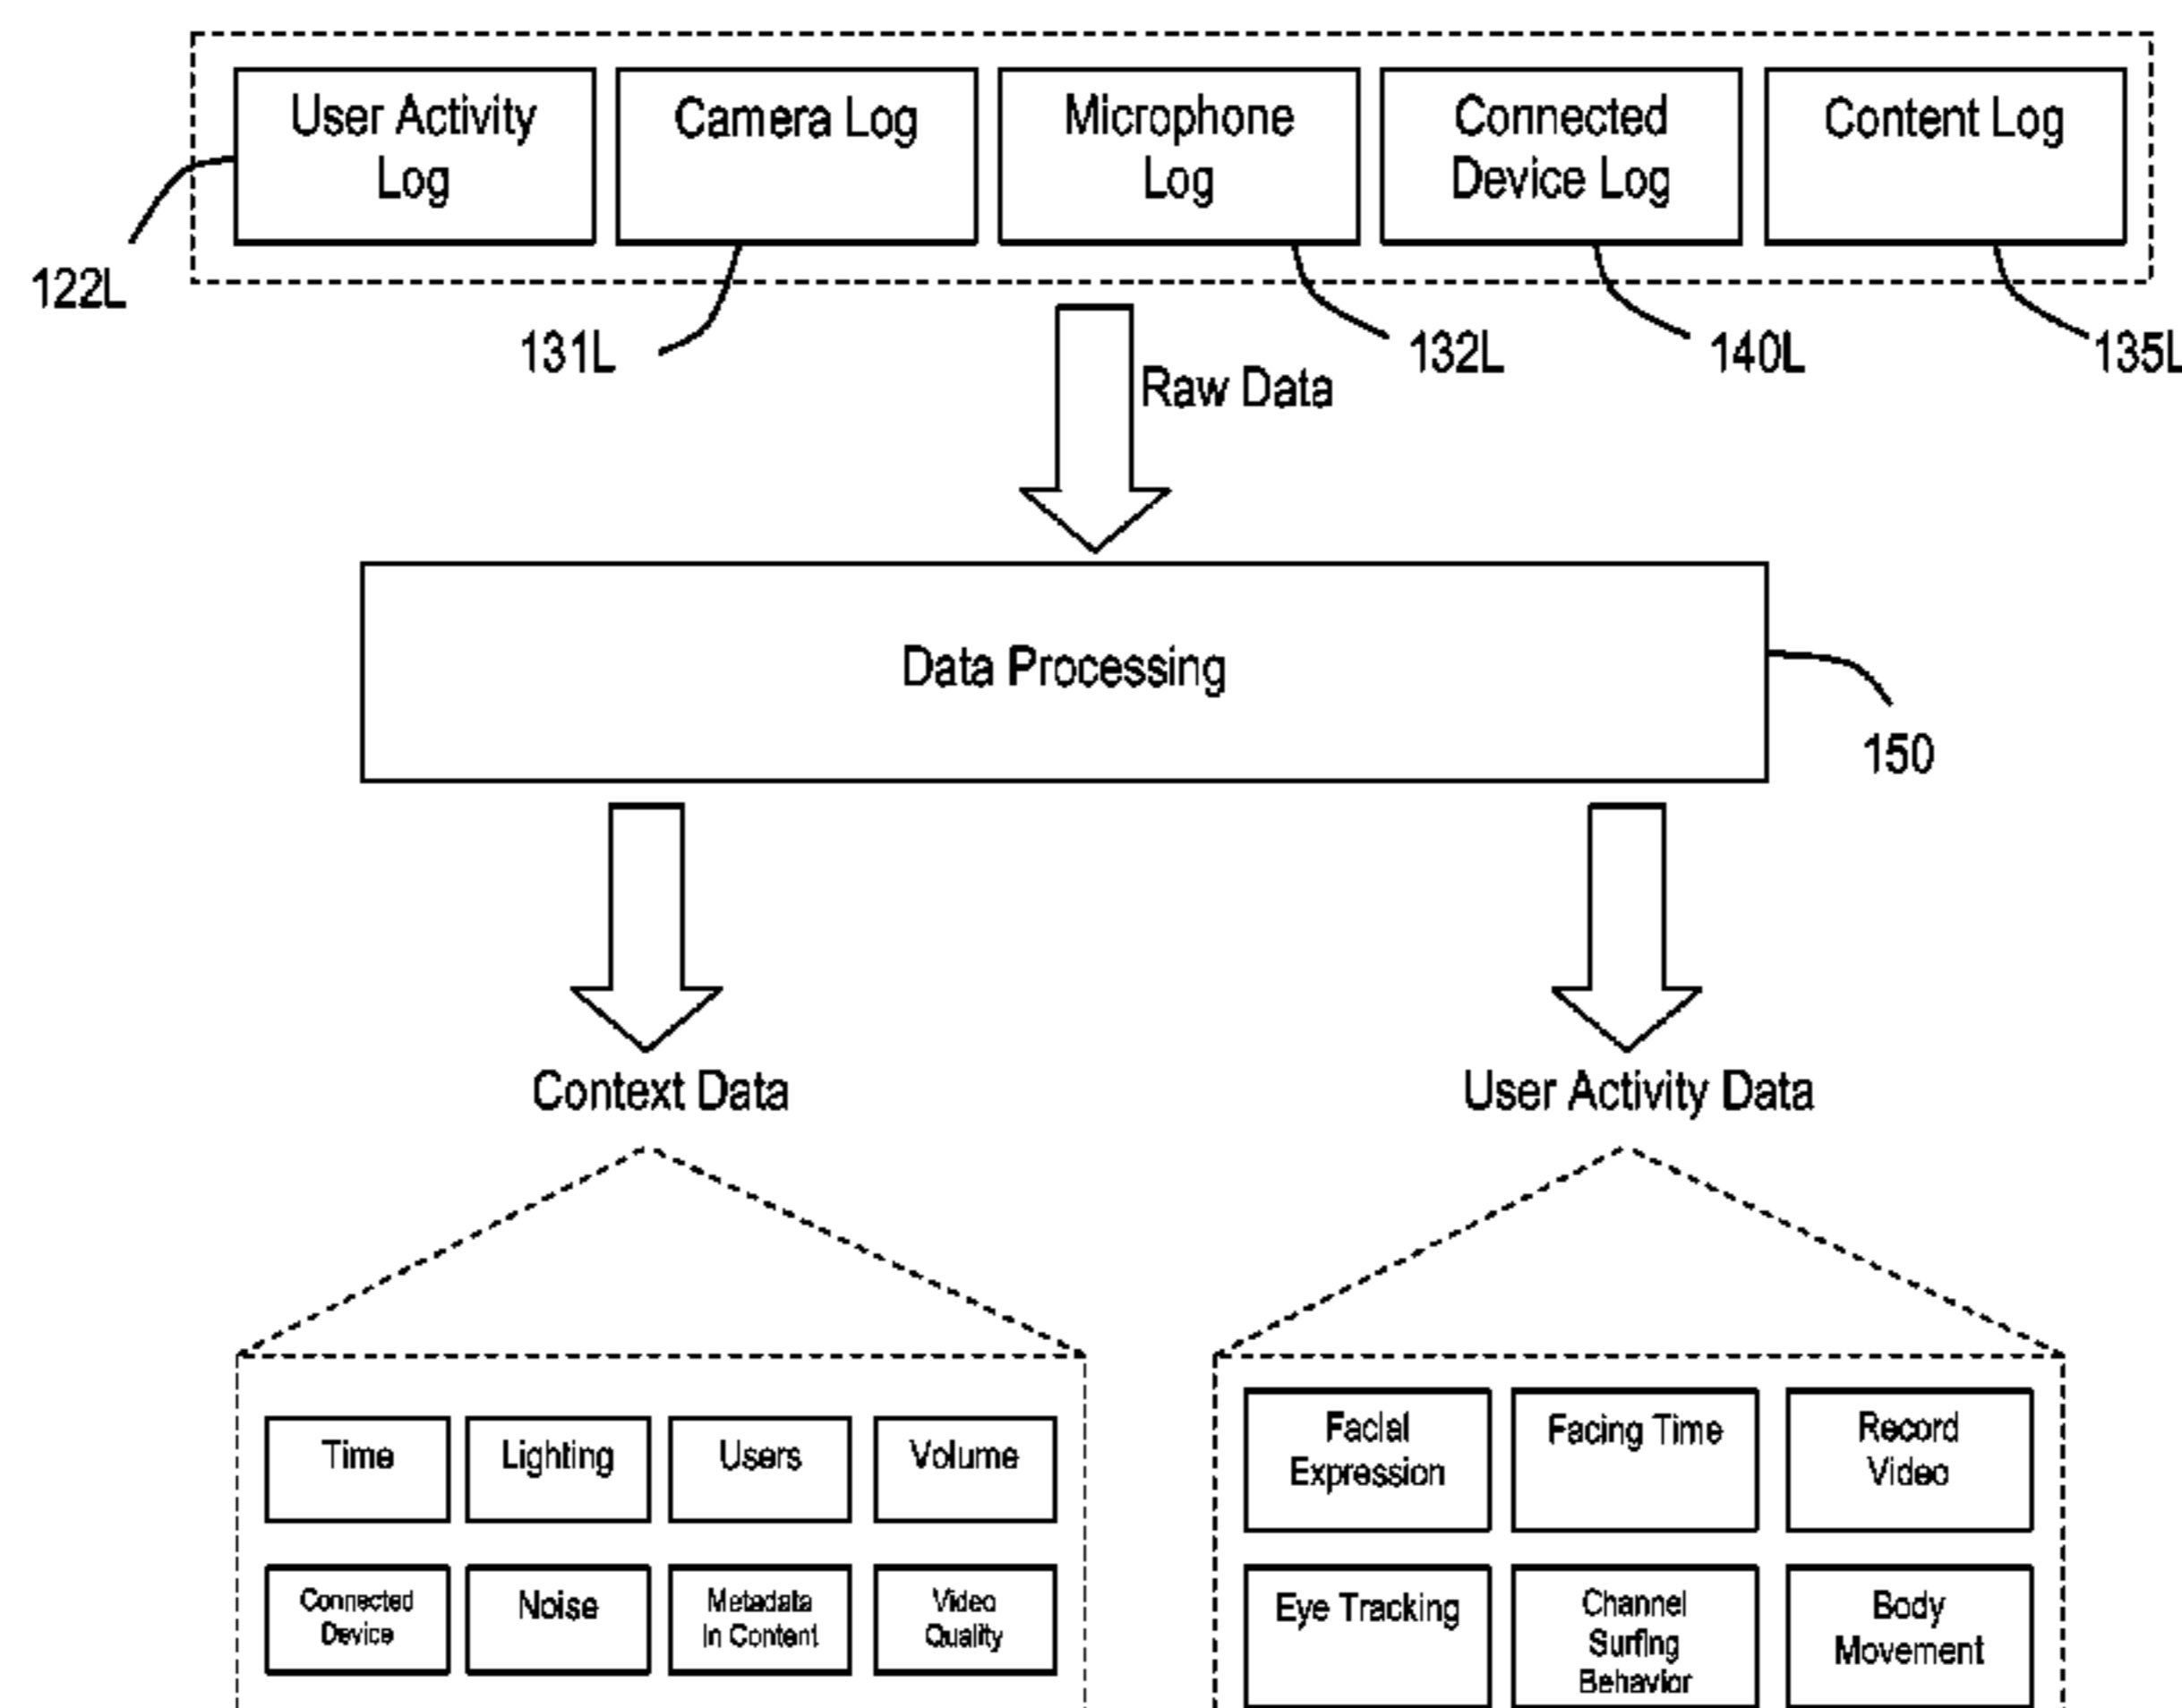 User Activity
Log
Camera Log
Microphone
Log
Connected
Device Log
Content Log
122L
131L
132L
140L
135L
Raw Data
Data Processing
150
Context Data
User Activity Data
Time
Lighting
Users
Volume
Connected
Device
Noise
Metadata
In Content
Video
Quality
Facial
Expression
Facing Time
Record
Video
Eye Tracking
Channel
Surfing
Behavior
Body
Movement